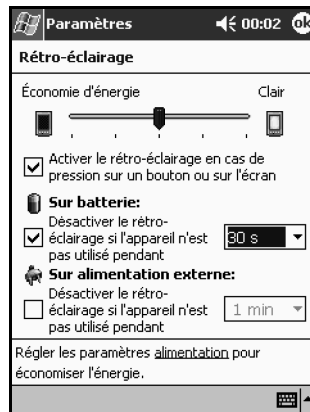 Paramètres 00:02 ok
Rétro-éclairage
Économie d'énergie Clair
Activer le rétro-éclairage en cas de
pression sur un bouton ou sur l'écran
Sur batterie:
Désactiver le rétro-
éclairage si l'appareil n'est
pas utilisé pendant
30 s
Sur alimentation externe:
Désactiver le rétro-
éclairage si l'appareil n'est
pas utilisé pendant
1 min
Régler les paramètres alimentation pour
économiser l'énergie.